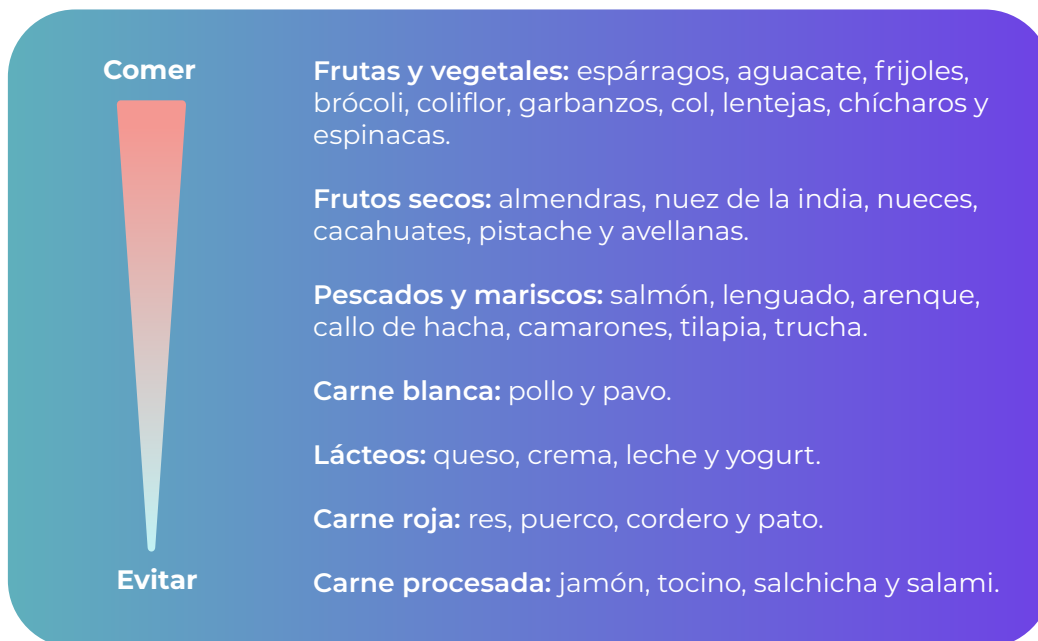 Comer
Frutas y vegetales: espárragos, aguacate, frijoles,
brócoli, coliflor, garbanzos, col, lentejas, chícharos y
espinacas.
Frutos secos: almendras, nuez de la india, nueces,
cacahuates, pistache y avellanas.
Pescados y mariscos: salmón, lenguado, arenque,
callo de hacha, camarones, tilapia, trucha.
Carne blanca: pollo y pavo.
Lácteos: queso, crema, leche y yogurt.
Carne roja: res, puerco, cordero y pato.
Evitar
Carne procesada: jamón, tocino, salchicha y salami.